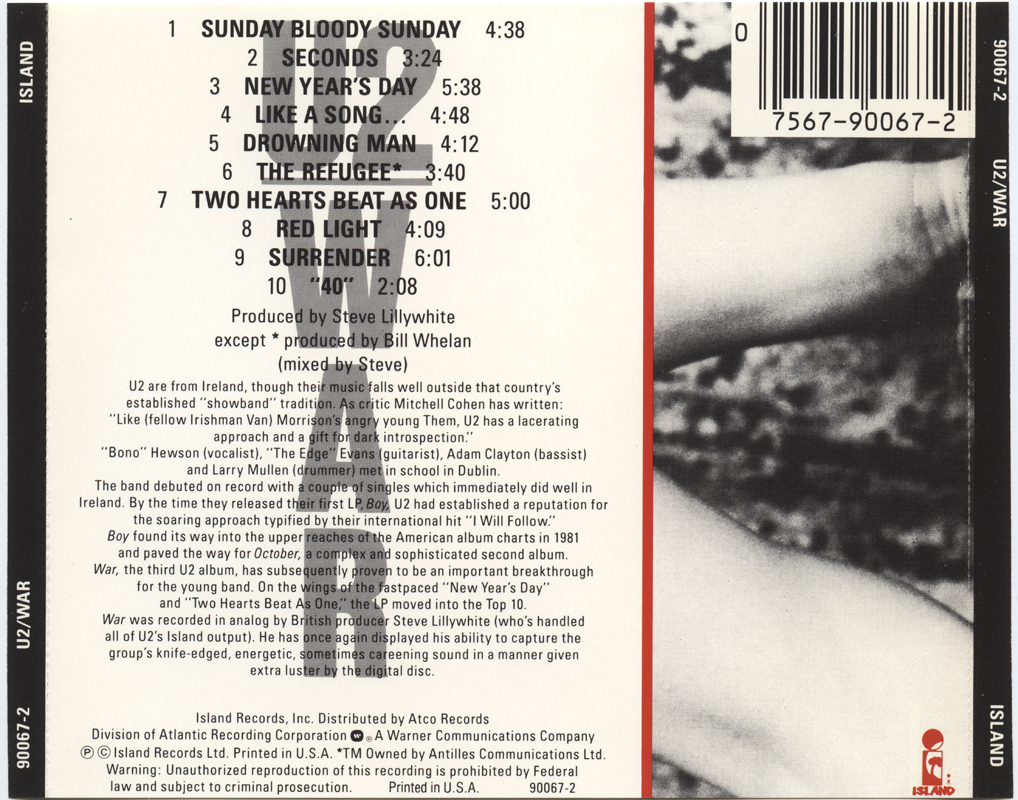 1 SUNDAY BLOODY SUNDAY 4:38
2 SECONDS 3:24
3 NEW YEAR'S DAY 5:38
4 LIKE A SONG... 4:48
5 DROWNING MAN 4:12
6 THE REFUGEE* 3:40
7 TWO HEARTS BEAT AS ONE 5:00
8 RED LIGHT 4:09
9 SURRENDER 6:01
10 "40" 2:08
Produced by Steve Lillywhite
except * produced by Bill Whelan
(mixed by Steve)
U2 are from Ireland, though their music falls well outside that country's
established "showband" tradition. As critic Mitchell Cohen has written:
"Like (fellow Irishman Van) Morrison's angry young Them, U2 has a lacerating
approach and a gift for dark introspection."
"Bono" Hewson (vocalist), "The Edge" Evans (guitarist), Adam Clayton (bassist)
and Larry Mullen (drummer) met in school in Dublin.
The band debuted on record with a couple of singles which immediately did well in
Ireland. By the time they released their first LP, Boy, U2 had established a reputation for
the soaring approach typified by their international hit "I Will Follow."
Boy found its way into the upper reaches of the American album charts in 1981
and paved the way for October, a complex and sophisticated second album.
War, the third U2 album, has subsequently proven to be an important breakthrough
for the young band. On the wings of the fastpaced "New Year's Day"
and "Two Hearts Beat As One," the LP moved into the Top 10.
War was recorded in analog by British producer Steve Lillywhite (who's handled
all of U2's Island output). He has once again displayed his ability to capture the
group's knife-edged, energetic, sometimes careening sound in a manner given
extra luster by the digital disc.
Island Records, Inc. Distributed by Atco Records
Division of Atlantic Recording Corporation W ® A Warner Communications Company
Ⓟ © Island Records Ltd. Printed in U.S.A. *TM Owned by Antilles Communications Ltd.
Warning: Unauthorized reproduction of this recording is prohibited by Federal
law and subject to criminal prosecution. Printed in U.S.A. 90067-2
U2
WAR
0
7567-90067-2
ISLAND
ISLAND U2/WAR 90067-2
90067-2 U2/WAR ISLAND